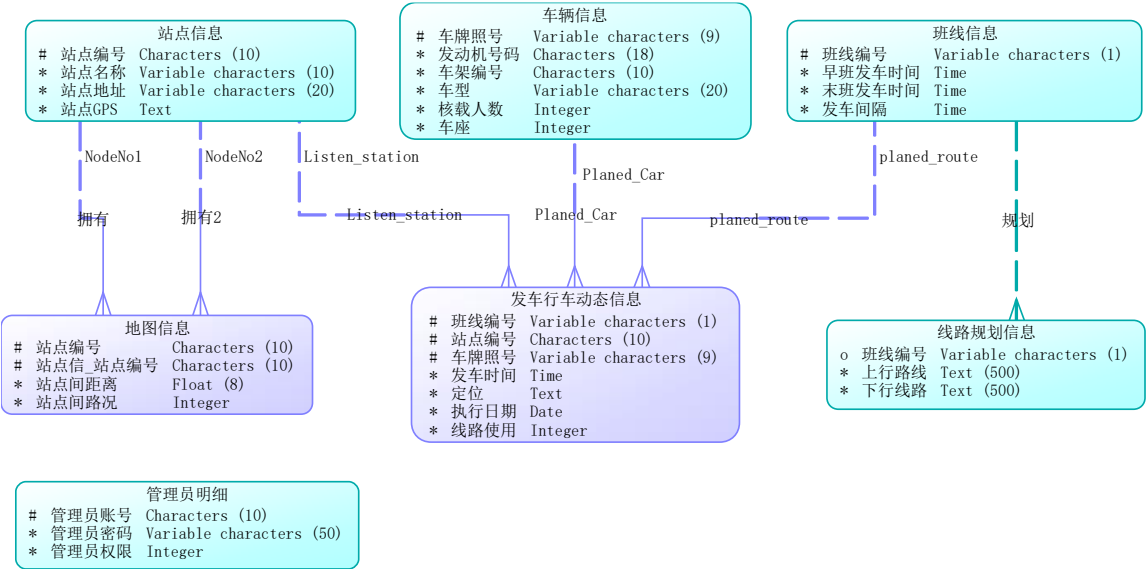 站点信息
# 站点编号 Characters (10)
* 站点名称 Variable characters (10)
* 站点地址 Variable characters (20)
* 站点GPS Text
车辆信息
# 车牌照号 Variable characters (9)
* 发动机号码 Characters (18)
* 车架编号 Characters (10)
* 车型 Variable characters (20)
* 核载人数 Integer
* 车座 Integer
班线信息
# 班线编号 Variable characters (1)
* 早班发车时间 Time
* 末班发车时间 Time
* 发车间隔 Time
NodeNo1
NodeNo2
Listen_station
Planed_Car
planed_route
拥有
拥有2
Listen_station
Planed_Car
planed_route
规划
地图信息
# 站点编号 Characters (10)
# 站点信_站点编号 Characters (10)
* 站点间距离 Float (8)
* 站点间路况 Integer
发车行车动态信息
# 班线编号 Variable characters (1)
# 站点编号 Characters (10)
# 车牌照号 Variable characters (9)
* 发车时间 Time
* 定位 Text
* 执行日期 Date
* 线路使用 Integer
线路规划信息
o 班线编号 Variable characters (1)
* 上行路线 Text (500)
* 下行线路 Text (500)
管理员明细
# 管理员账号 Characters (10)
* 管理员密码 Variable characters (50)
* 管理员权限 Integer